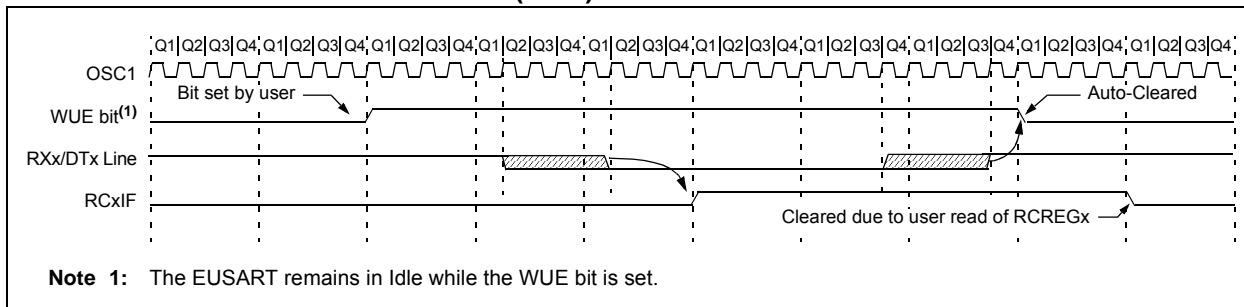 Q1 Q2 Q3 Q4 Q1 Q2 Q3 Q4 Q1 Q2 Q3 Q4 Q1 Q2 Q3 Q4 Q1 Q2 Q3 Q4 Q1 Q2 Q3 Q4 Q1 Q2 Q3 Q4 Q1 Q2 Q3 Q4 Q1 Q2 Q3 Q4 Q1 Q2 Q3 Q4
OSC1
Bit set by user
Auto-Cleared
WUE bit(1)
RXx/DTx Line
RCxIF
Cleared due to user read of RCREGx
Note 1: The EUSART remains in Idle while the WUE bit is set.